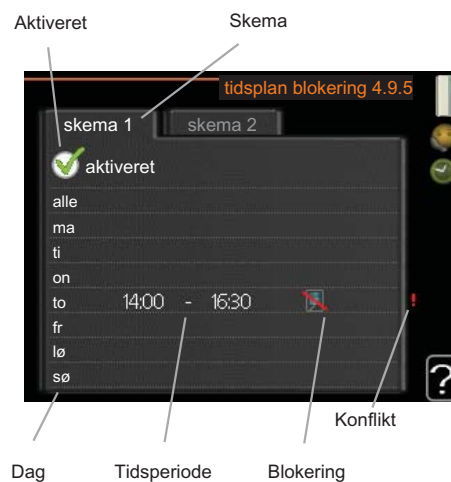 Aktiveret Skema
tidsplan blokering 4.9.5
skema 1 skema 2
aktiveret
alle
ma
ti
on
to 14:00 - 16:30 !
fr
lø
sø
?
Konflikt
Dag Tidsperiode Blokering